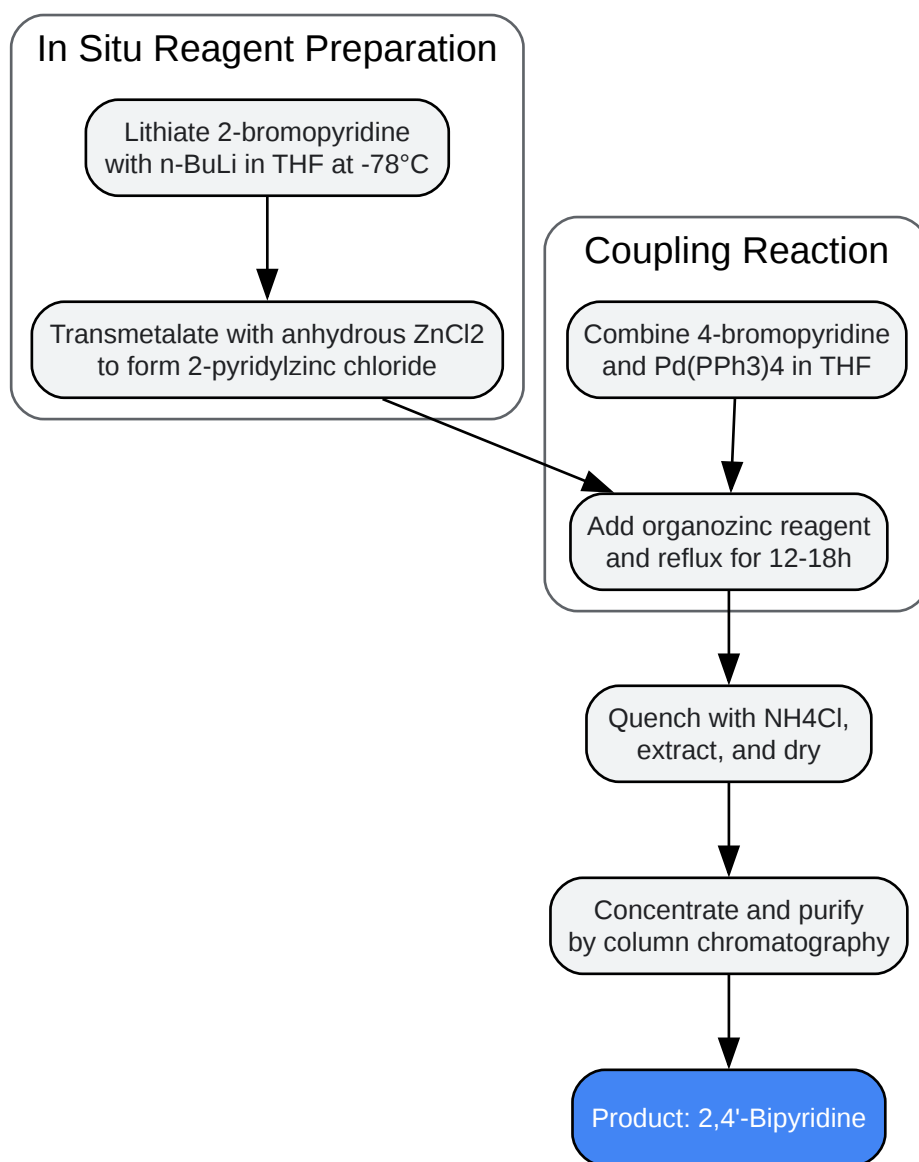 In Situ Reagent Preparation
Lithiate 2-bromopyridine
with n-BuLi in THF at -78°C
Transmetalate with anhydrous ZnCl2
to form 2-pyridylzinc chloride
Coupling Reaction
Combine 4-bromopyridine
and Pd(PPh3)4 in THF
Add organozinc reagent
and reflux for 12-18h
Quench with NH4Cl,
extract, and dry
Concentrate and purify
by column chromatography
Product: 2,4'-Bipyridine